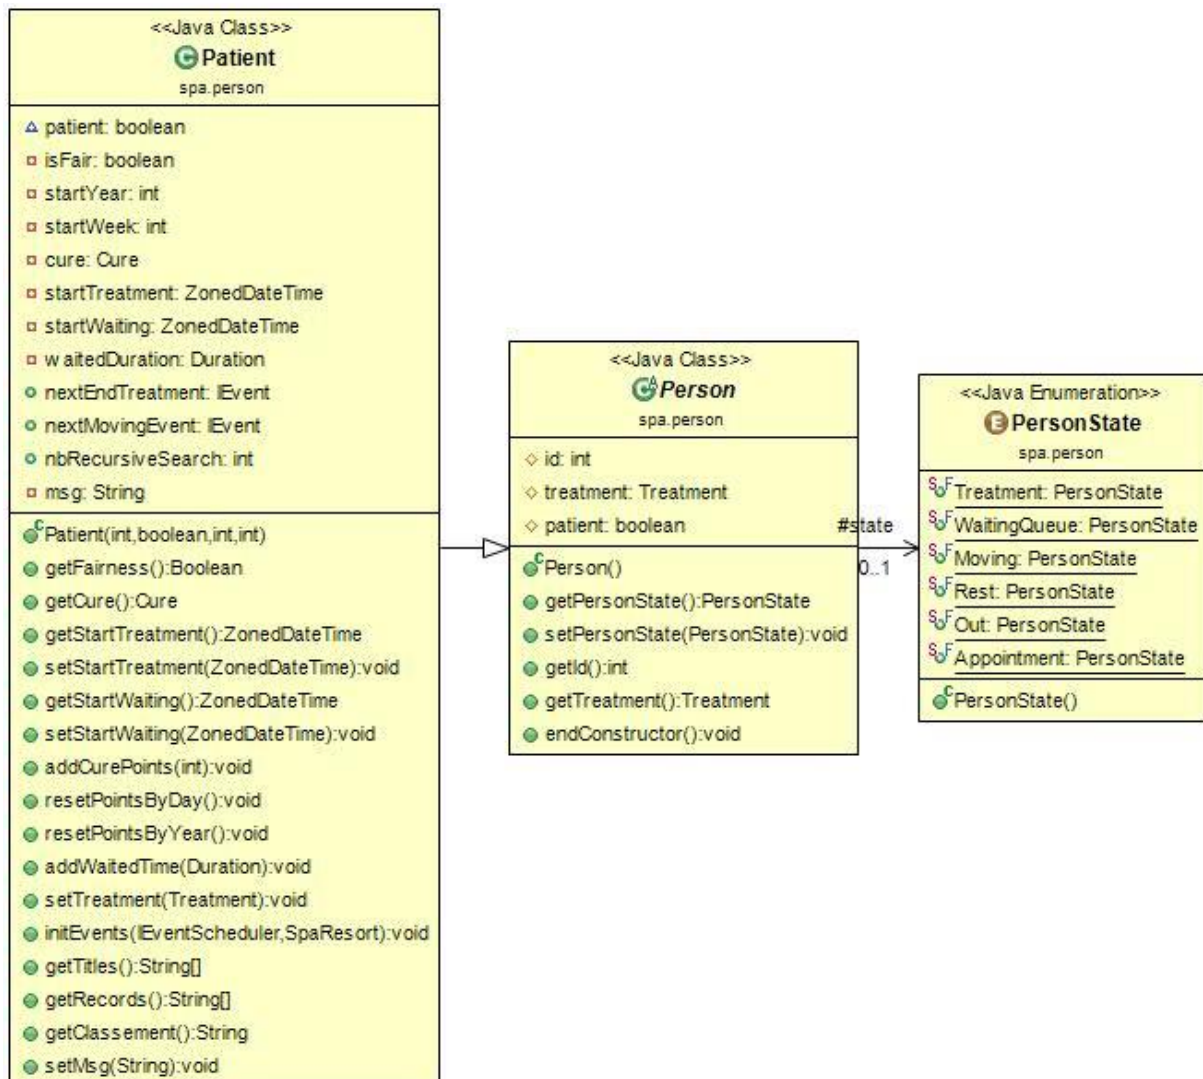 <<Java Class>>
Patient
spa.person
patient: boolean
isFair: boolean
startYear: int
startWeek: int
cure: Cure
startTreatment: ZonedDateTime
startWaiting: ZonedDateTime
waitedDuration: Duration
nextEndTreatment: IEvent
nextMovingEvent: IEvent
nbRecursiveSearch: int
msg: String
Patient(int,boolean,int,int)
getFairness():Boolean
getCure():Cure
getStartTreatment():ZonedDateTime
setStartTreatment(ZonedDateTime):void
getStartWaiting():ZonedDateTime
setStartWaiting(ZonedDateTime):void
addCurePoints(int):void
resetPointsByDay():void
resetPointsByYear():void
addWaitedTime(Duration):void
setTreatment(Treatment):void
initEvents(IEventScheduler,SpaResort):void
getTitles():String[]
getRecords():String[]
getClassement():String
setMsg(String):void
<<Java Class>>
Person
spa.person
id: int
treatment: Treatment
patient: boolean
Person()
getPersonState():PersonState
setPersonState(PersonState):void
getId():int
getTreatment():Treatment
endConstructor():void
#state
0..1
<<Java Enumeration>>
PersonState
spa.person
Treatment: PersonState
WaitingQueue: PersonState
Moving: PersonState
Rest: PersonState
Out: PersonState
Appointment: PersonState
PersonState()